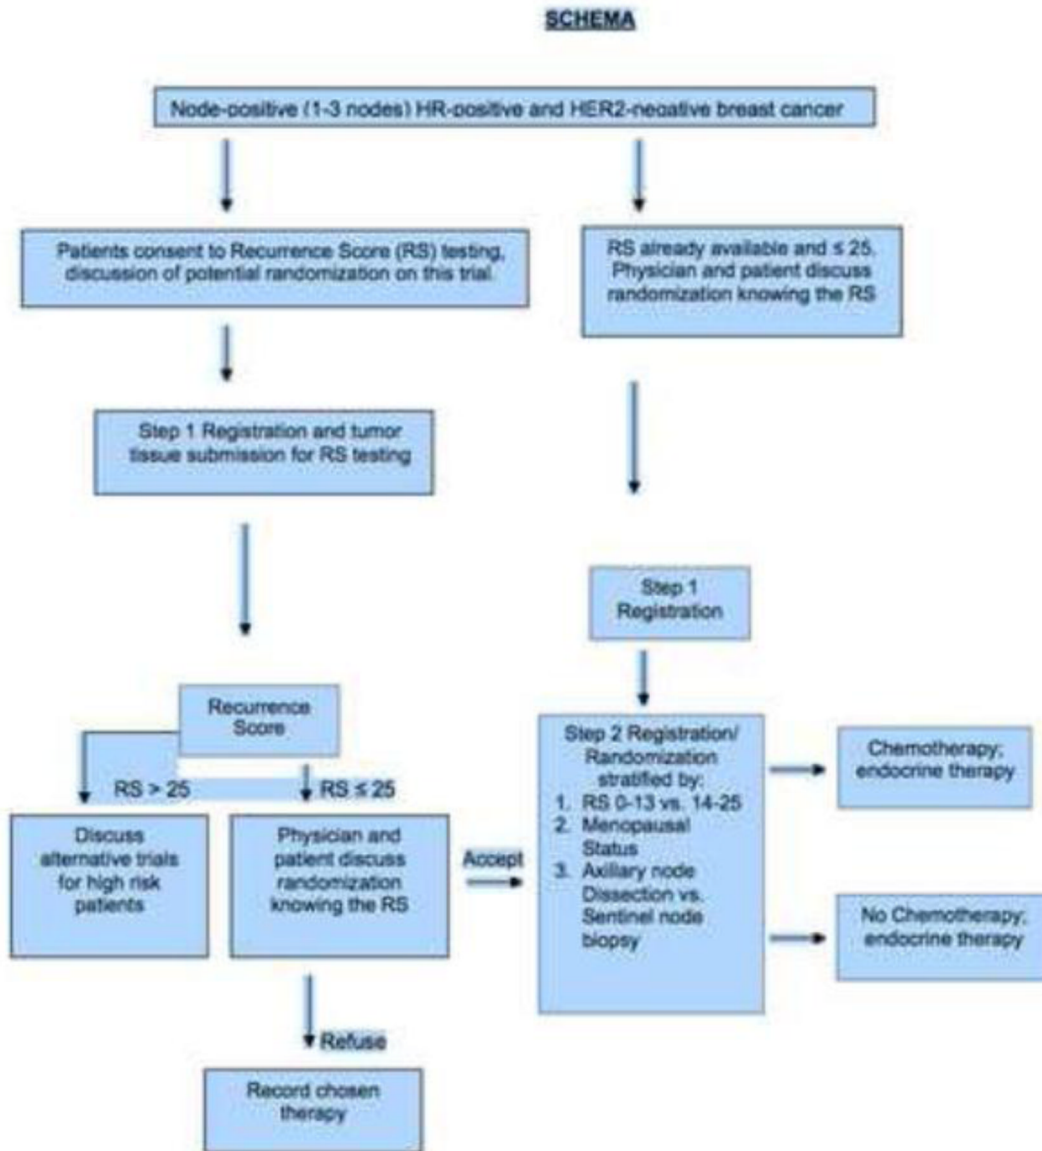 SCHEMA
Node-positive (1-3 nodes) HR-positive and HER2-negative breast cancer
Patients consent to Recurrence Score (RS) testing,
discussion of potential randomization on this trial.
RS already available and ≤ 25.
Physician and patient discuss
randomization knowing the RS
Step 1 Registration and tumor
tissue submission for RS testing
Step 1
Registration
Recurrence
Score
RS > 25
RS ≤ 25
Discuss
alternative trials
for high risk
patients
Physician and
patient discuss
randomization
knowing the RS
Accept
Step 2 Registration/
Randomization
stratified by:
1. RS 0-13 vs. 14-25
2. Menopausal
Status
3. Axillary node
Dissection vs.
Sentinel node
biopsy
Chemotherapy;
endocrine therapy
No Chemotherapy;
endocrine therapy
Refuse
Record chosen
therapy